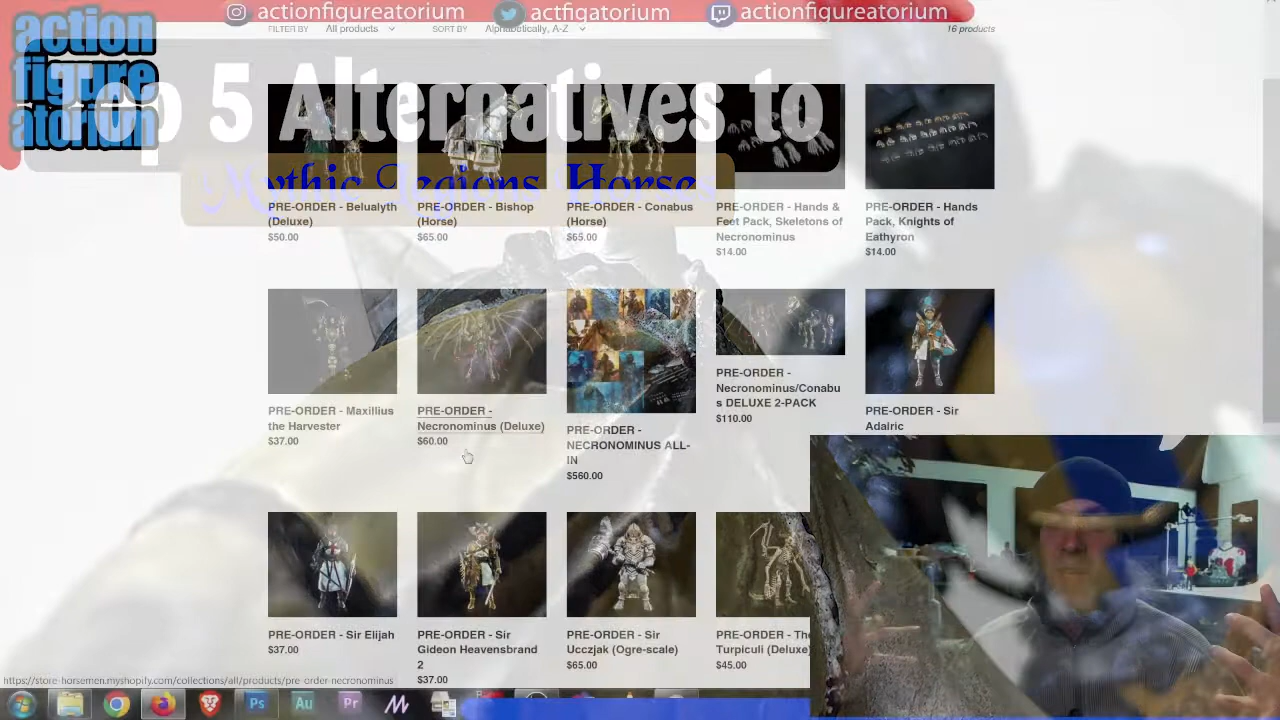 actionfigureatorium
actfigatorium
actionfigureatorium
action
figure
atorium
FILTER BY All products
SORT BY Alphabetically, A-Z
16 products
Top 5 Alternatives to
Mythic Legions Horses
PRE-ORDER - Belualyth
(Deluxe)
$50.00
PRE-ORDER - Bishop
(Horse)
$65.00
PRE-ORDER - Conabus
(Horse)
$65.00
PRE-ORDER - Hands &
Feet Pack, Skeletons of
Necronominus
$14.00
PRE-ORDER - Hands
Pack, Knights of
Eathyron
$14.00
PRE-ORDER - Maxillius
the Harvester
$37.00
PRE-ORDER -
Necronominus (Deluxe)
$60.00
PRE-ORDER -
NECRONOMINUS ALL-
IN
$560.00
PRE-ORDER -
Necronominus/Conabu
s DELUXE 2-PACK
$110.00
PRE-ORDER - Sir
Adalric
PRE-ORDER - Sir Elijah
$37.00
PRE-ORDER - Sir
Gideon Heavensbrand
2
$37.00
PRE-ORDER - Sir
Ucczjak (Ogre-scale)
$65.00
PRE-ORDER - The
Turpiculi (Deluxe)
$45.00
https://store-horsemen.myshopify.com/collections/all/products/pre-order-necronominus
Ps
Au
Pr